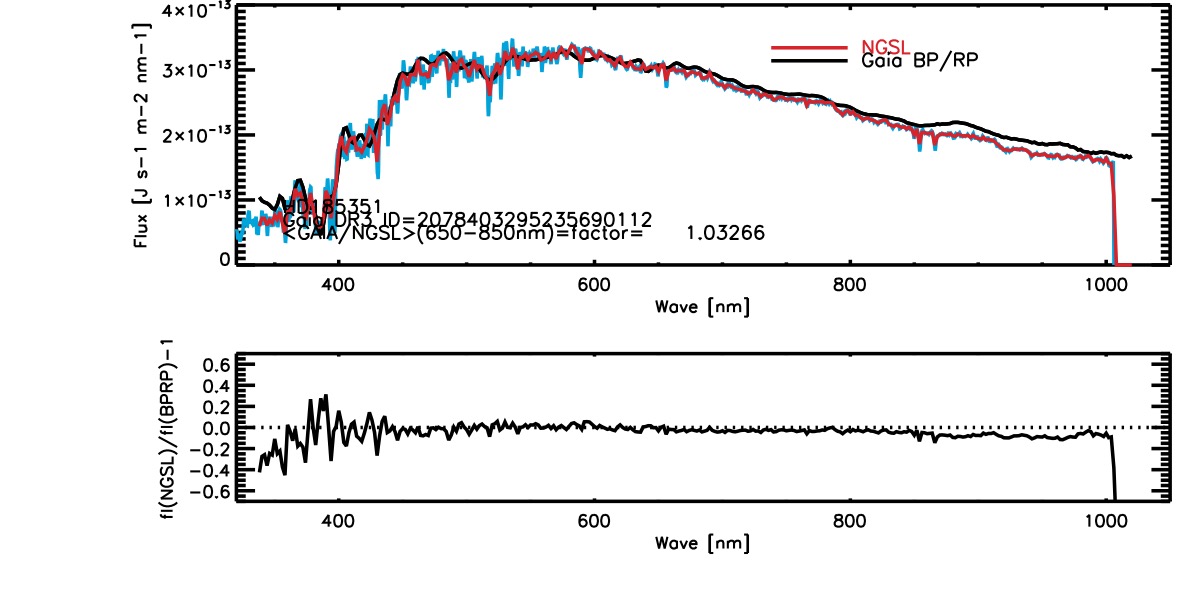 4×10−13
3×10−13
2×10−13
1×10−13
0
Flux [J s−1 m−2 nm−1]
NGSL
Gaia BP/RP
HD185351
Gaia DR3 ID=2078403295235690112
<GAIA/NGSL>(650−850nm)=factor= 1.03266
400 600 800 1000
Wave [nm]
fl(NGSL)/fl(BPRP)−1
0.6
0.4
0.2
0.0
−0.2
−0.4
−0.6
400 600 800 1000
Wave [nm]